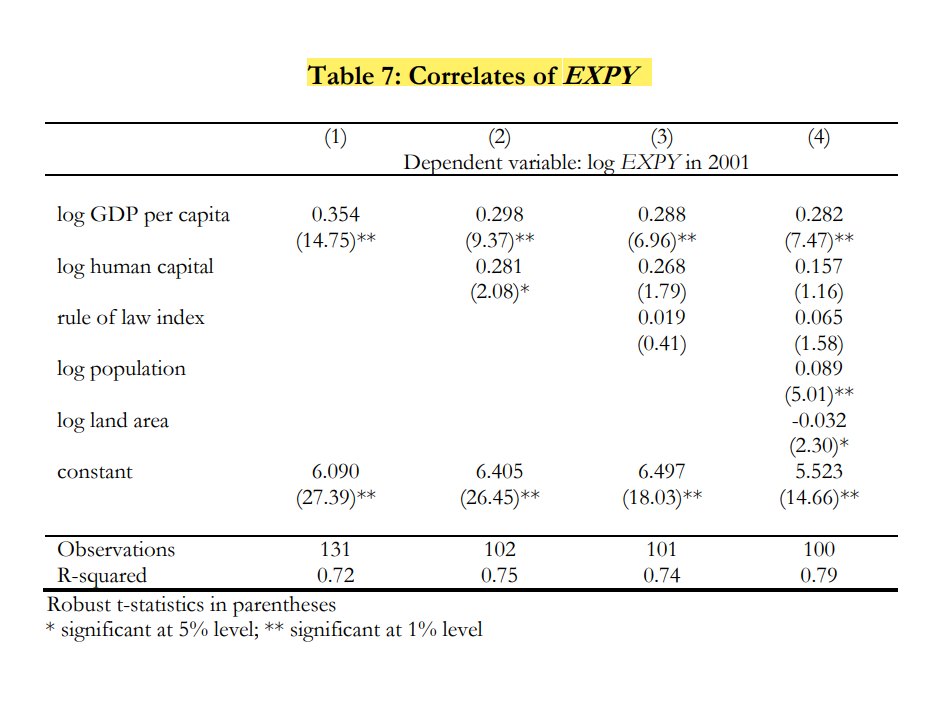 Table 7: Correlates of EXPY
(1) (2) (3) (4)
Dependent variable: log EXPY in 2001
log GDP per capita 0.354 0.298 0.288 0.282
(14.75)** (9.37)** (6.96)** (7.47)**
log human capital 0.281 0.268 0.157
(2.08)* (1.79) (1.16)
rule of law index 0.019 0.065
(0.41) (1.58)
log population 0.089
(5.01)**
log land area -0.032
(2.30)*
constant 6.090 6.405 6.497 5.523
(27.39)** (26.45)** (18.03)** (14.66)**
Observations 131 102 101 100
R-squared 0.72 0.75 0.74 0.79
Robust t-statistics in parentheses
* significant at 5% level; ** significant at 1% level